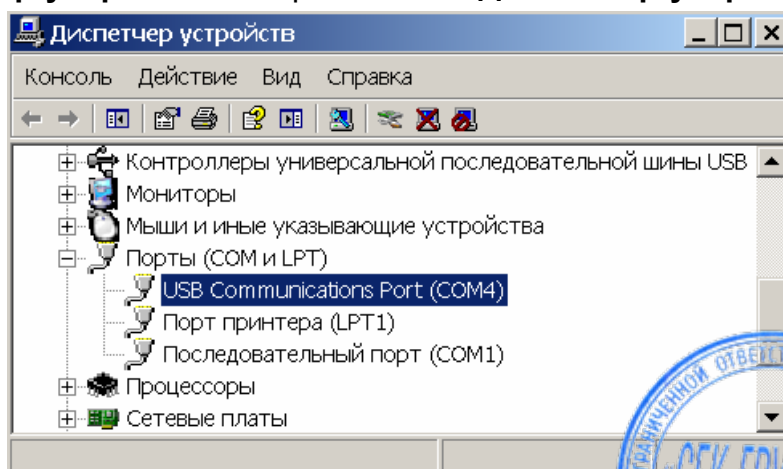 Диспетчер устройств
Консоль Действие Вид Справка
Контроллеры универсальной последовательной шины USB
Мониторы
Мыши и иные указывающие устройства
Порты (COM и LPT)
USB Communications Port (COM4)
Порт принтера (LPT1)
Последовательный порт (COM1)
Процессоры
Сетевые платы